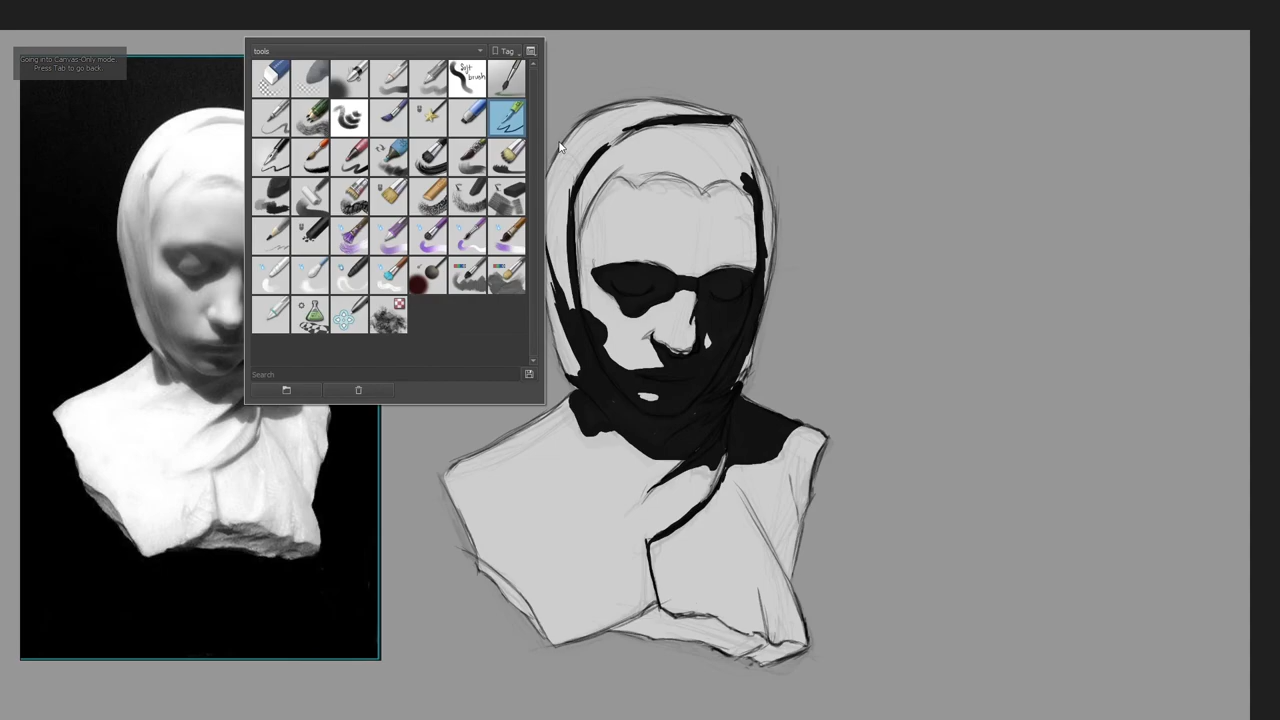 Going into Canvas-Only mode.
Press Tab to go back.
tools
Tag
Soft
brush
Search